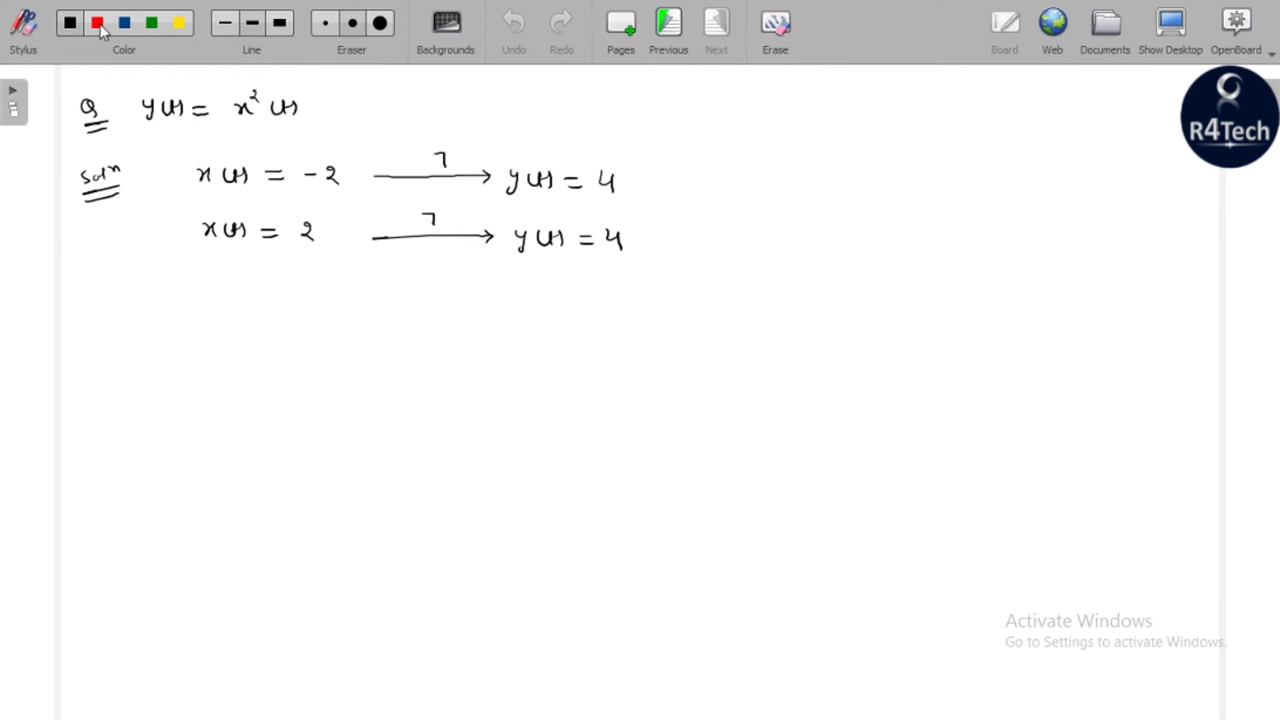 Stylus Color Line Eraser Backgrounds Undo Redo Pages Previous Next Erase Board Web Documents Show Desktop OpenBoard
R4Tech
Q y(t) = x²(t)
Solⁿ x(t) = -2 ⟶ y(t) = 4
x(t) = 2 ⟶ y(t) = 4
Activate Windows
Go to Settings to activate Windows.